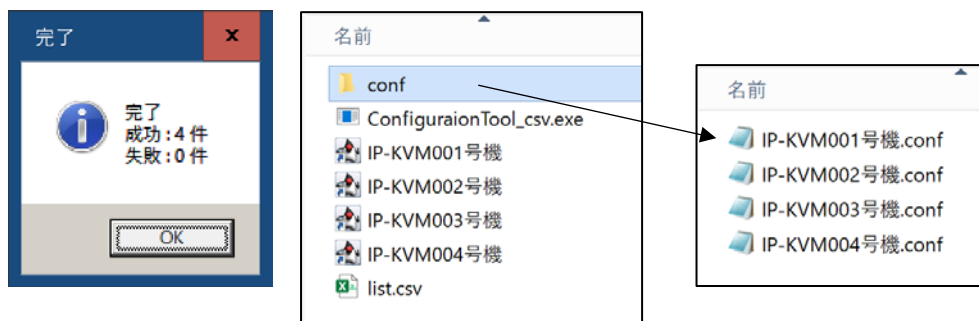 完了
完了
成功:4 件
失敗:0 件
OK
名前
conf
ConfiguraionTool_csv.exe
IP-KVM001号機
IP-KVM002号機
IP-KVM003号機
IP-KVM004号機
list.csv
名前
IP-KVM001号機.conf
IP-KVM002号機.conf
IP-KVM003号機.conf
IP-KVM004号機.conf